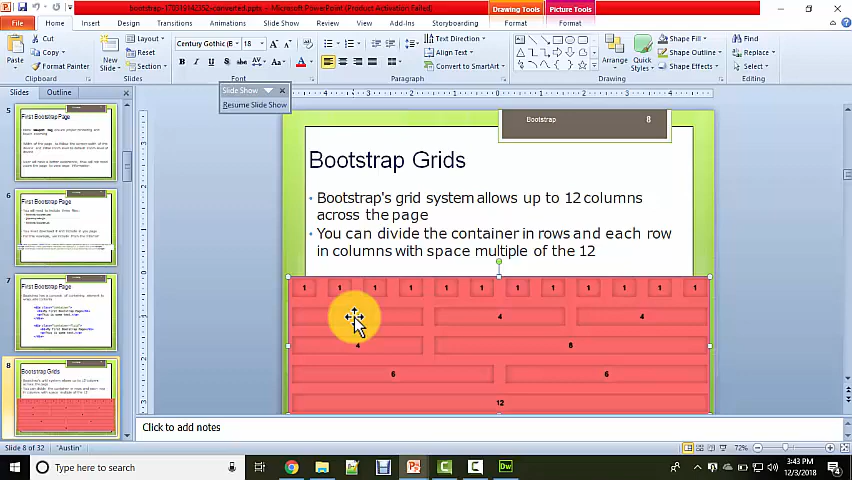 bootstrap-170519142352-converted.pptx - Microsoft PowerPoint (Product Activation Failed)
Drawing Tools
Picture Tools
File
Home
Insert
Design
Transitions
Animations
Slide Show
Review
View
Add-Ins
Storyboarding
Format
Format
Paste
Cut
Copy
Format Painter
Clipboard
New
Slide
Layout
Reset
Section
Slides
Century Gothic (B
18
Font
Paragraph
Text Direction
Align Text
Convert to SmartArt
Arrange
Quick
Styles
Shape Fill
Shape Outline
Shape Effects
Drawing
Find
Replace
Select
Editing
Slides
Outline
Slide Show
Resume Slide Show
5
First Bootstrap Page
6
First Bootstrap Page
7
First Bootstrap Page
8
Bootstrap Grids
Bootstrap 8
Bootstrap Grids
• Bootstrap's grid system allows up to 12 columns
across the page
• You can divide the container in rows and each row
in columns with space multiple of the 12
1 1 1 1 1 1 1 1 1 1 1 1
4 4
4 8
6 6
12
Click to add notes
Slide 8 of 32
"Austin"
72%
Type here to search
Dw
3:43 PM
12/3/2018
4